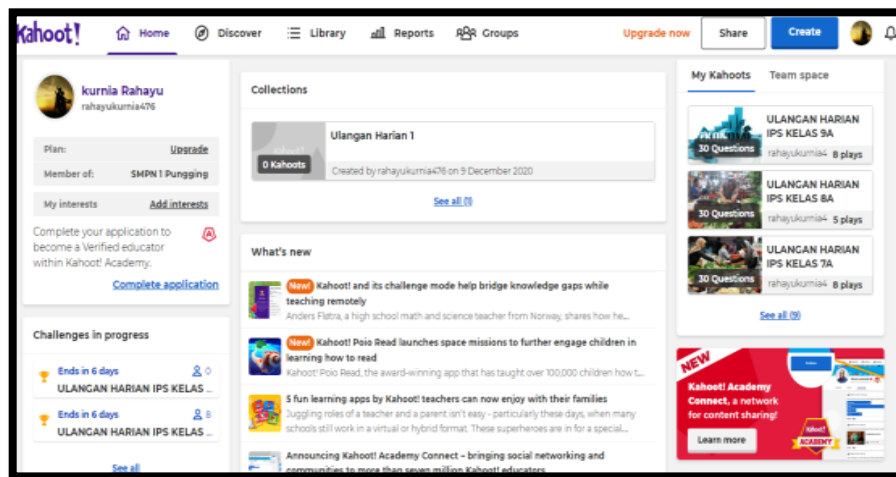 Kahoot!
Home
Discover
Library
Reports
Groups
Upgrade now
Share
Create
kurnia Rahayu
rahayukurnia476
Plan: Upgrade
Member of: SMPN 1 Pungging
My interests Add interests
Complete your application to
become a Verified educator
within Kahoot! Academy.
Complete application
Challenges in progress
Ends in 6 days 0
ULANGAN HARIAN IPS KELAS ...
Ends in 6 days 8
ULANGAN HARIAN IPS KELAS ...
See all
Collections
Ulangan Harian 1
0 Kahoots
Created by rahayukurnia476 on 9 December 2020
See all (1)
What's new
New! Kahoot! and its challenge mode help bridge knowledge gaps while
teaching remotely
Anders Fløtra, a high school math and science teacher from Norway, shares how he...
New! Kahoot! Poio Read launches space missions to further engage children in
learning how to read
Kahoot! Poio Read, the award-winning app that has taught over 100,000 children how t...
5 fun learning apps by Kahoot! teachers can now enjoy with their families
Juggling roles of a teacher and a parent isn't easy - particularly these days, when many
schools still work in a virtual or hybrid format. These superheroes are in for a special...
Announcing Kahoot! Academy Connect – bringing social networking and
communities to more than seven million Kahoot! educators
My Kahoots
Team space
ULANGAN HARIAN
IPS KELAS 9A
30 Questions
rahayukurnia4 8 plays
ULANGAN HARIAN
IPS KELAS 8A
30 Questions
rahayukurnia4 5 plays
ULANGAN HARIAN
IPS KELAS 7A
30 Questions
rahayukurnia4 8 plays
See all (9)
NEW
Kahoot! Academy
Connect, a network
for content sharing!
Learn more
Kahoot!
ACADEMY